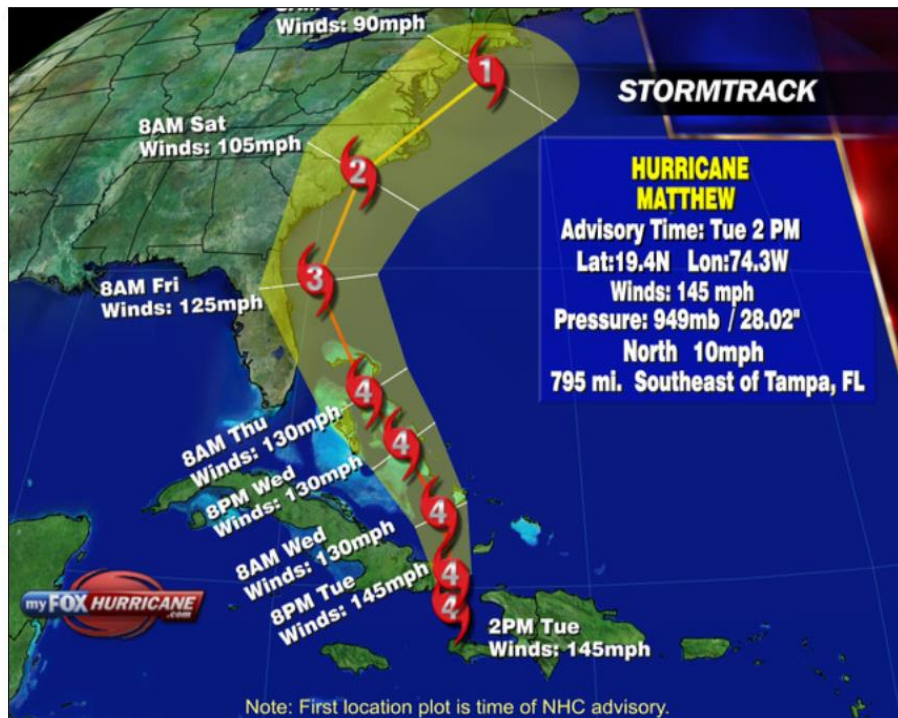 Winds: 90mph
1
STORMTRACK
8AM Sat
Winds: 105mph
2
HURRICANE
MATTHEW
Advisory Time: Tue 2 PM
Lat:19.4N Lon:74.3W
Winds: 145 mph
Pressure: 949mb / 28.02"
North 10mph
795 mi. Southeast of Tampa, FL
8AM Fri
Winds: 125mph
3
4
8AM Thu
Winds: 130mph
4
8PM Wed
Winds: 130mph
4
8AM Wed
Winds: 130mph
4
8PM Tue
Winds: 145mph
4
2PM Tue
Winds: 145mph
myFOXHURRICANE
.com
Note: First location plot is time of NHC advisory.